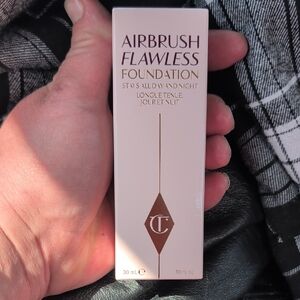 AIRBRUSH
FLAWLESS
FOUNDATION
STAYS ALL DAY AND NIGHT
LONGUE TENUE
JOUR ET NUIT
CT
30 mL ℮